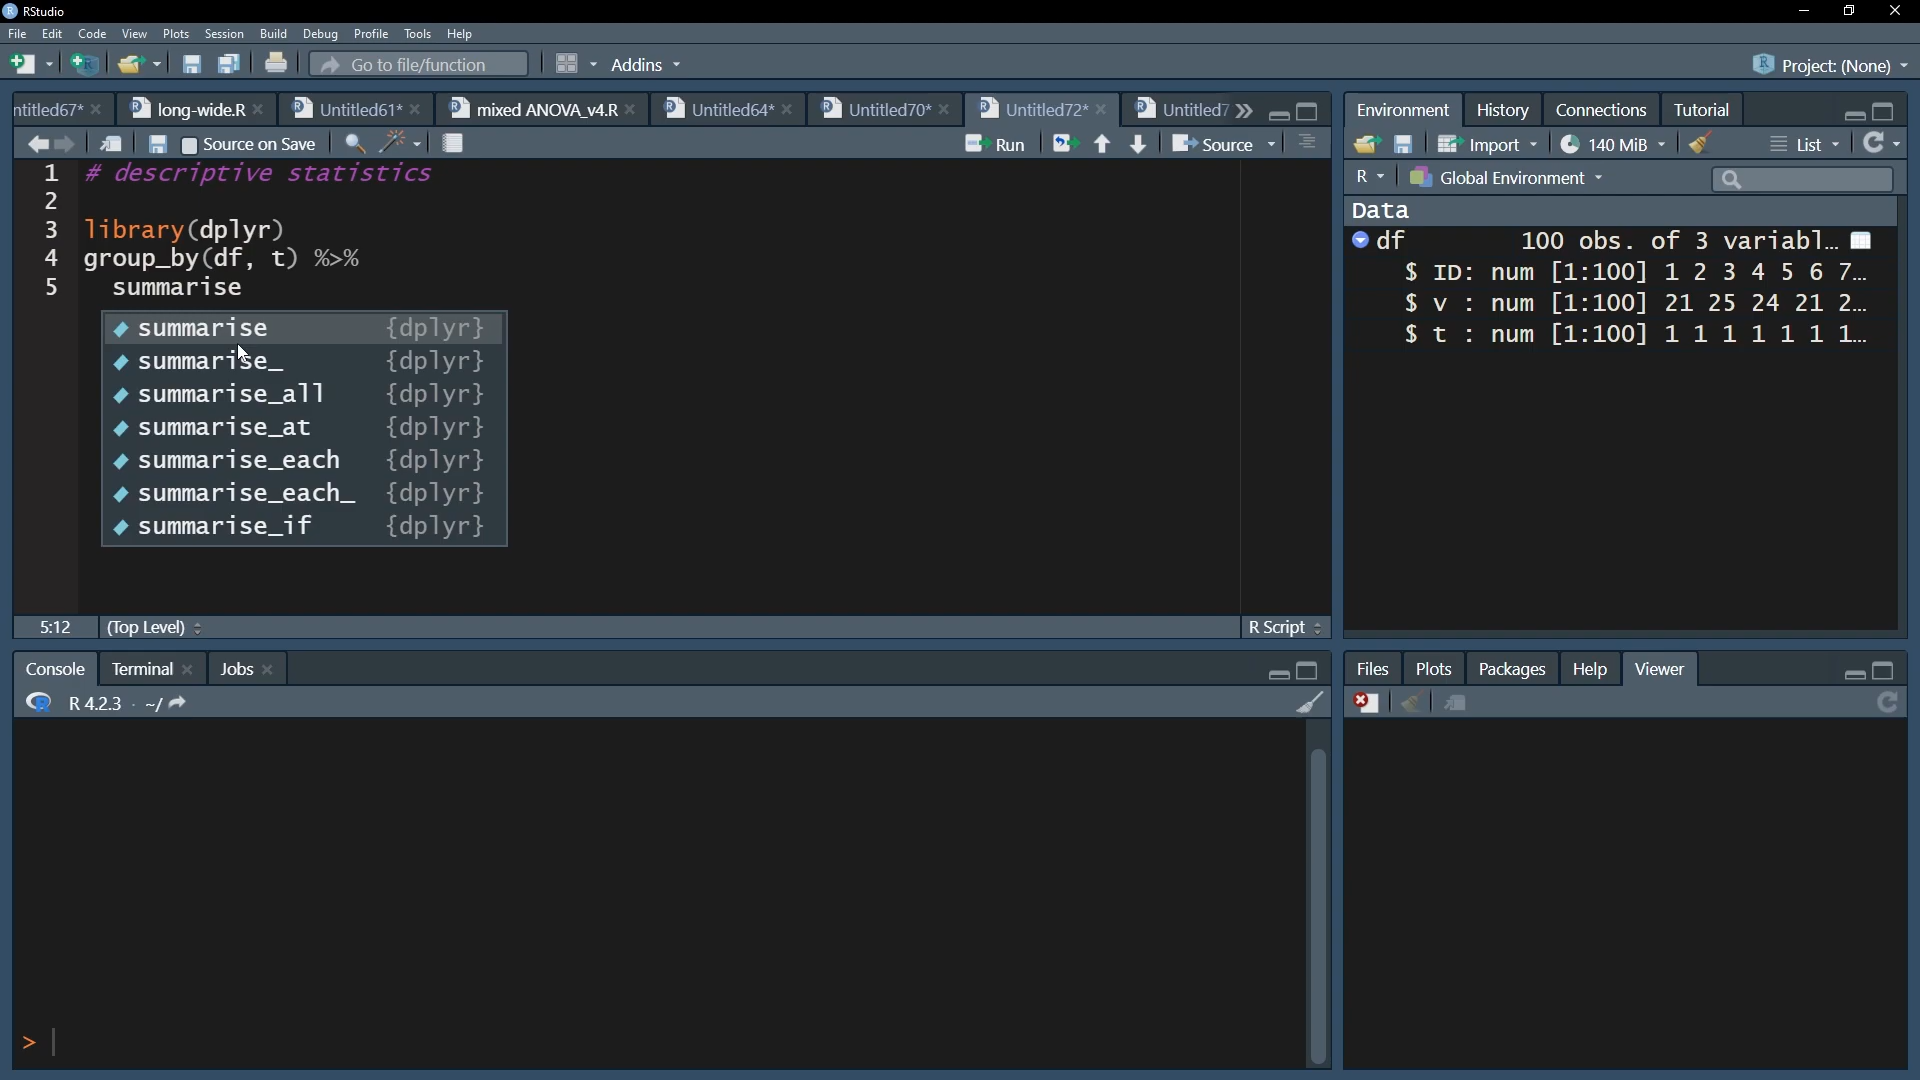 RStudio
File Edit Code View Plots Session Build Debug Profile Tools Help
Go to file/function Addins Project: (None)
ntitled67* long-wide.R Untitled61* mixed ANOVA_v4.R Untitled64* Untitled70* Untitled72* Untitled7
Source on Save Run Source
1 # descriptive statistics
2
3 library(dplyr)
4 group_by(df, t) %>%
5 summarise
summarise {dplyr}
summarise_ {dplyr}
summarise_all {dplyr}
summarise_at {dplyr}
summarise_each {dplyr}
summarise_each_ {dplyr}
summarise_if {dplyr}
5:12 (Top Level) R Script
Environment History Connections Tutorial
Import 140 MiB List
R Global Environment
Data
df 100 obs. of 3 variabl…
$ ID: num [1:100] 1 2 3 4 5 6 7…
$ v : num [1:100] 21 25 24 21 2…
$ t : num [1:100] 1 1 1 1 1 1 1…
Console Terminal Jobs
R 4.2.3 · ~/
>
Files Plots Packages Help Viewer